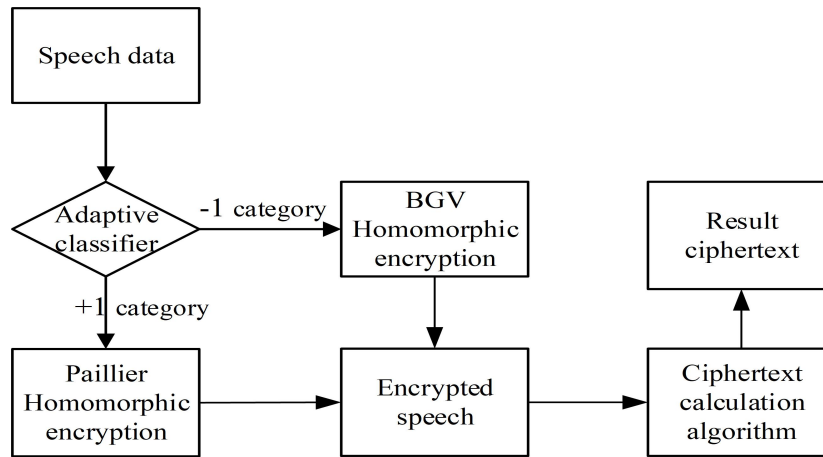 Speech data
Adaptive
classifier
-1 category
BGV
Homomorphic
encryption
Result
ciphertext
+1 category
Paillier
Homomorphic
encryption
Encrypted
speech
Ciphertext
calculation
algorithm